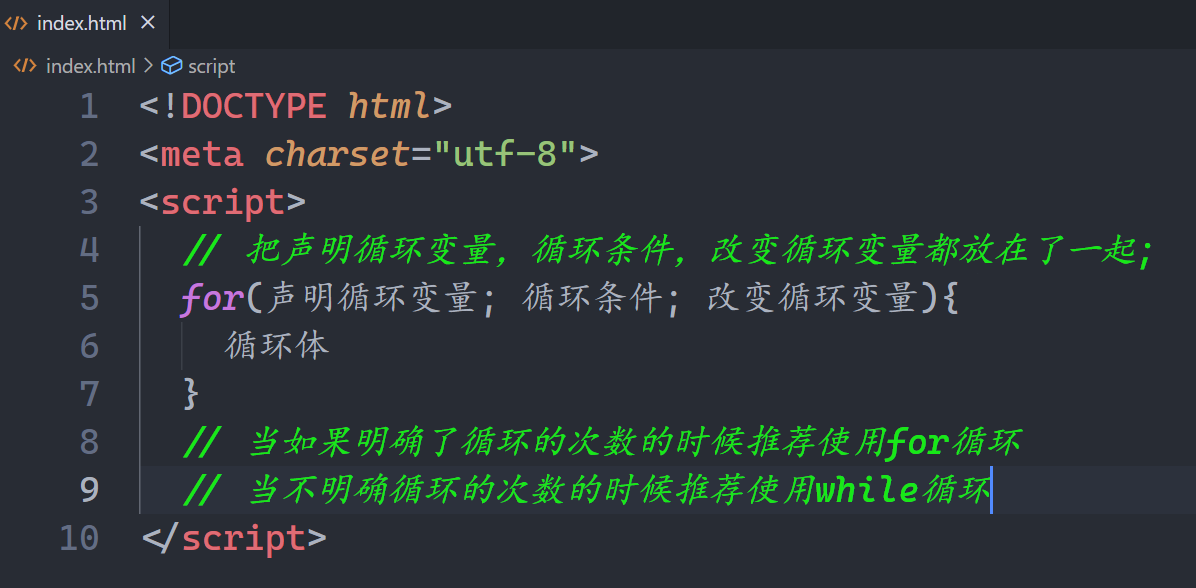 index.html
index.html > script
1 <!DOCTYPE html>
2 <meta charset="utf-8">
3 <script>
4 // 把声明循环变量，循环条件，改变循环变量都放在了一起;
5 for(声明循环变量; 循环条件; 改变循环变量){
6 循环体
7 }
8 // 当如果明确了循环的次数的时候推荐使用for循环
9 // 当不明确循环的次数的时候推荐使用while循环
10 </script>